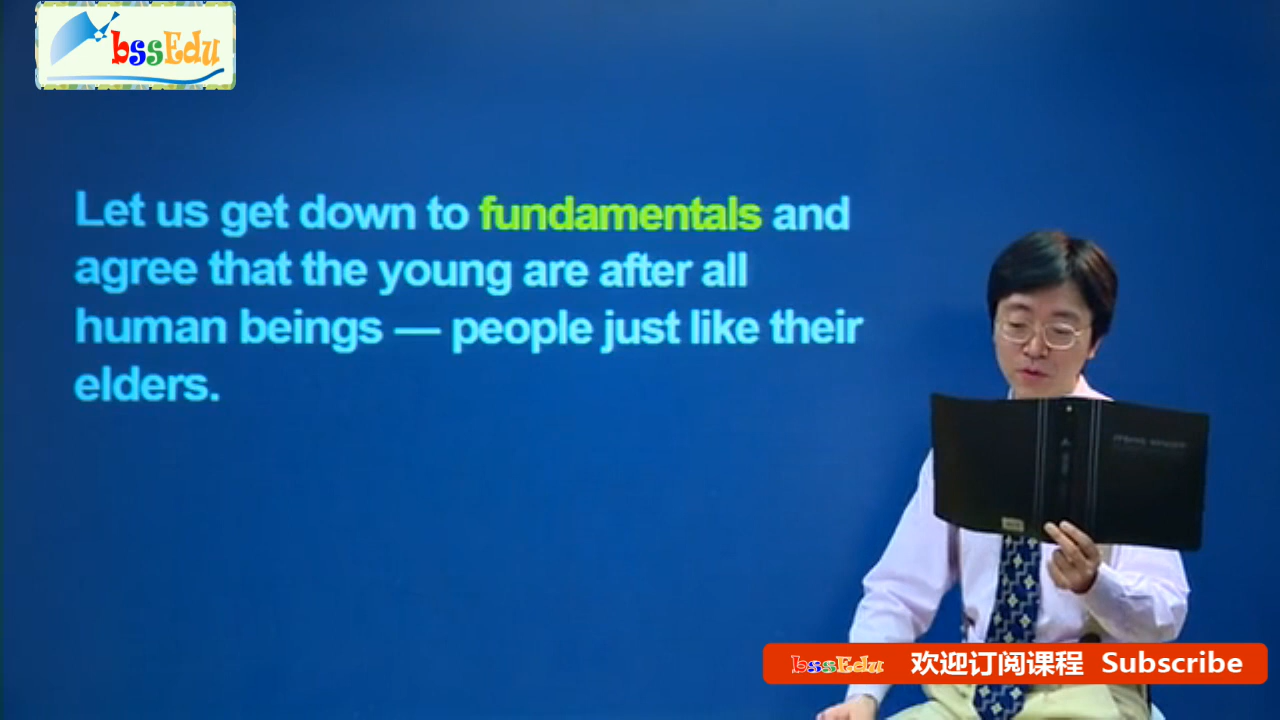 bssEdu
Let us get down to fundamentals and
agree that the young are after all
human beings — people just like their
elders.
bssEdu 欢迎订阅课程 Subscribe